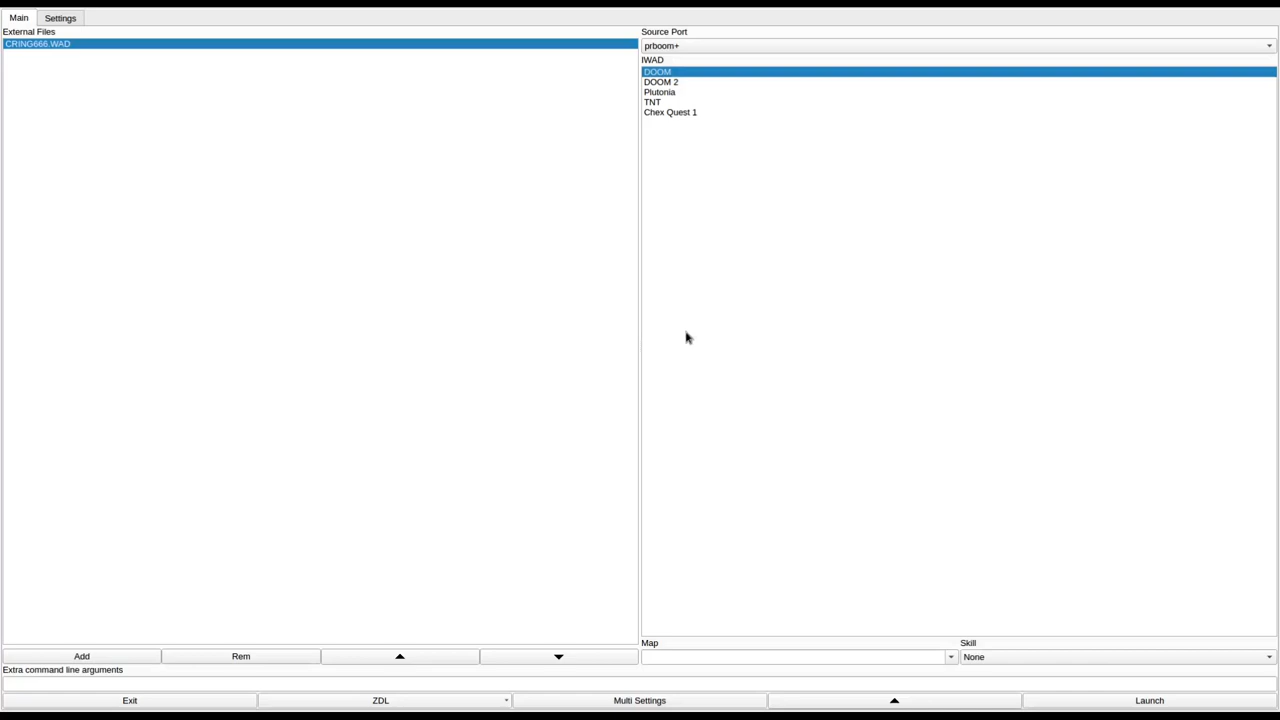 Main
Settings
External Files
CRING666.WAD
Source Port
prboom+
IWAD
DOOM
DOOM 2
Plutonia
TNT
Chex Quest 1
Map
Skill
None
Add
Rem
Extra command line arguments
Exit
ZDL
Multi Settings
Launch